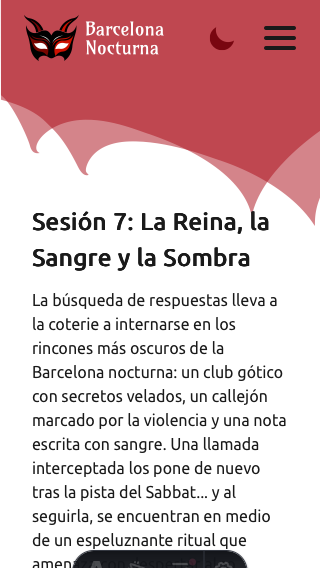 Barcelona
Nocturna
Sesión 7: La Reina, la
Sangre y la Sombra
La búsqueda de respuestas lleva a
la coterie a internarse en los
rincones más oscuros de la
Barcelona nocturna: un club gótico
con secretos velados, un callejón
marcado por la violencia y una nota
escrita con sangre. Una llamada
interceptada los pone de nuevo
tras la pista del Sabbat... y al
seguirla, se encuentran en medio
de un espeluznante ritual que